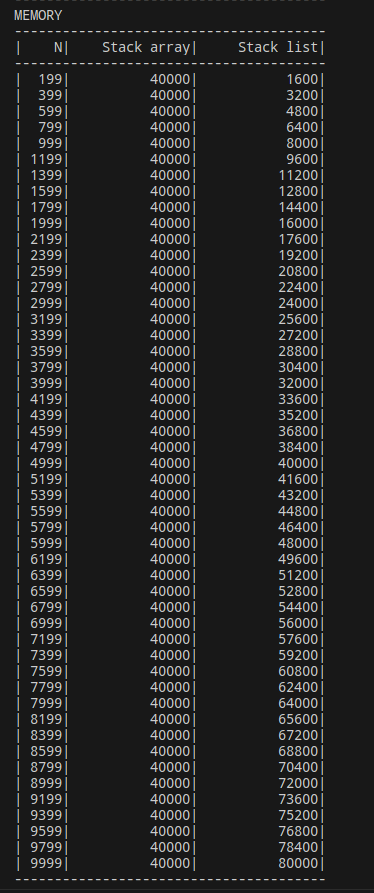 MEMORY
-----------------------------------------
|    N|    Stack array|     Stack list|
-----------------------------------------
|  199|          40000|           1600|
|  399|          40000|           3200|
|  599|          40000|           4800|
|  799|          40000|           6400|
|  999|          40000|           8000|
| 1199|          40000|           9600|
| 1399|          40000|          11200|
| 1599|          40000|          12800|
| 1799|          40000|          14400|
| 1999|          40000|          16000|
| 2199|          40000|          17600|
| 2399|          40000|          19200|
| 2599|          40000|          20800|
| 2799|          40000|          22400|
| 2999|          40000|          24000|
| 3199|          40000|          25600|
| 3399|          40000|          27200|
| 3599|          40000|          28800|
| 3799|          40000|          30400|
| 3999|          40000|          32000|
| 4199|          40000|          33600|
| 4399|          40000|          35200|
| 4599|          40000|          36800|
| 4799|          40000|          38400|
| 4999|          40000|          40000|
| 5199|          40000|          41600|
| 5399|          40000|          43200|
| 5599|          40000|          44800|
| 5799|          40000|          46400|
| 5999|          40000|          48000|
| 6199|          40000|          49600|
| 6399|          40000|          51200|
| 6599|          40000|          52800|
| 6799|          40000|          54400|
| 6999|          40000|          56000|
| 7199|          40000|          57600|
| 7399|          40000|          59200|
| 7599|          40000|          60800|
| 7799|          40000|          62400|
| 7999|          40000|          64000|
| 8199|          40000|          65600|
| 8399|          40000|          67200|
| 8599|          40000|          68800|
| 8799|          40000|          70400|
| 8999|          40000|          72000|
| 9199|          40000|          73600|
| 9399|          40000|          75200|
| 9599|          40000|          76800|
| 9799|          40000|          78400|
| 9999|          40000|          80000|
-----------------------------------------